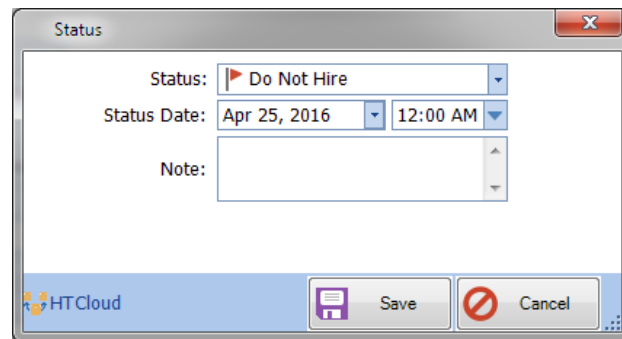 Status
Status: Do Not Hire
Status Date: Apr 25, 2016 12:00 AM
Note:
HTCloud Save Cancel